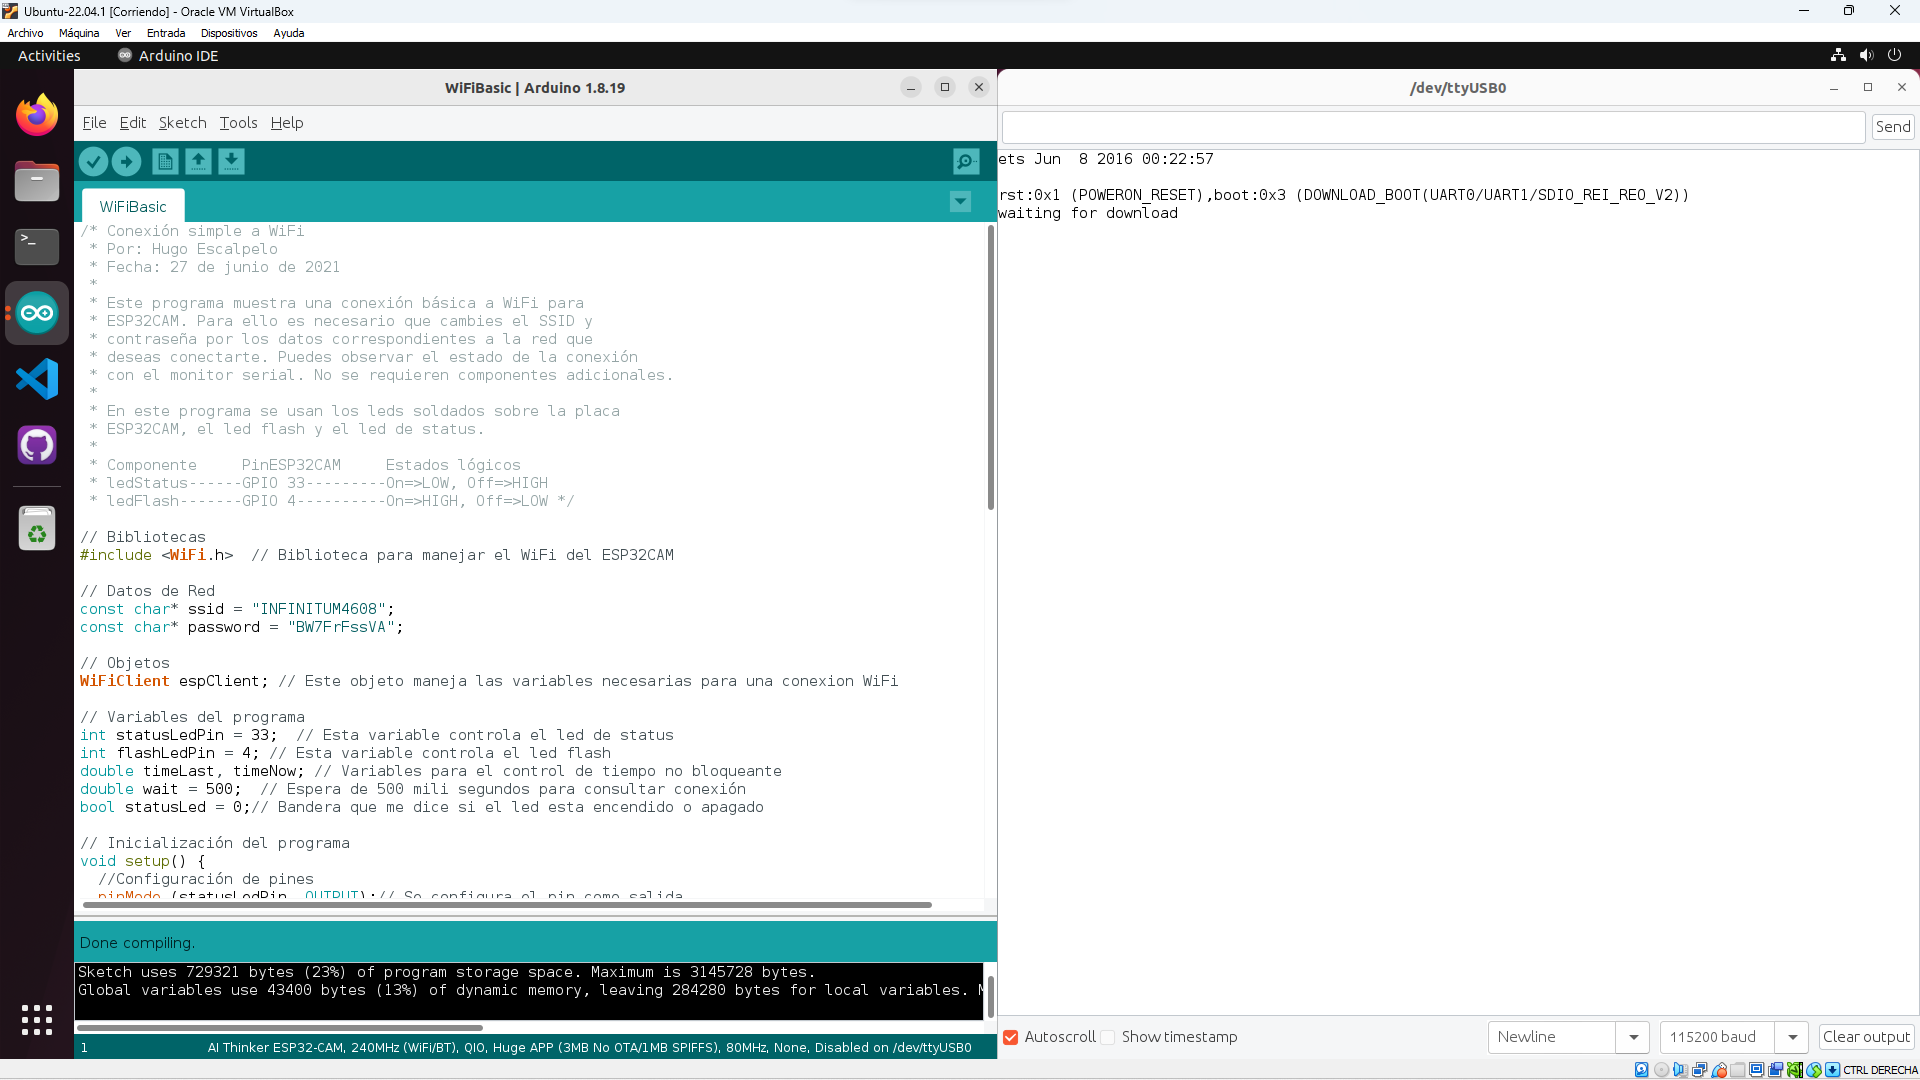 Ubuntu-22.04.1 [Corriendo] - Oracle VM VirtualBox
Archivo Máquina Ver Entrada Dispositivos Ayuda
Activities Arduino IDE
WiFiBasic | Arduino 1.8.19
File Edit Sketch Tools Help
WiFiBasic
/* Conexión simple a WiFi
 * Por: Hugo Escalpelo
 * Fecha: 27 de junio de 2021
 *
 * Este programa muestra una conexión básica a WiFi para
 * ESP32CAM. Para ello es necesario que cambies el SSID y
 * contraseña por los datos correspondientes a la red que
 * deseas conectarte. Puedes observar el estado de la conexión
 * con el monitor serial. No se requieren componentes adicionales.
 *
 * En este programa se usan los leds soldados sobre la placa
 * ESP32CAM, el led flash y el led de status.
 *
 * Componente     PinESP32CAM     Estados lógicos
 * ledStatus------GPIO 33---------On=>LOW, Off=>HIGH
 * ledFlash-------GPIO 4----------On=>HIGH, Off=>LOW */
// Bibliotecas
#include <WiFi.h>  // Biblioteca para manejar el WiFi del ESP32CAM
// Datos de Red
const char* ssid = "INFINITUM4608";
const char* password = "BW7FrFssVA";
// Objetos
WiFiClient espClient; // Este objeto maneja las variables necesarias para una conexion WiFi
// Variables del programa
int statusLedPin = 33;  // Esta variable controla el led de status
int flashLedPin = 4; // Esta variable controla el led flash
double timeLast, timeNow; // Variables para el control de tiempo no bloqueante
double wait = 500;  // Espera de 500 mili segundos para consultar conexión
bool statusLed = 0;// Bandera que me dice si el led esta encendido o apagado
// Inicialización del programa
void setup() {
  //Configuración de pines
  pinMode (statusLedPin, OUTPUT);// Se configura el pin como salida
Done compiling.
Sketch uses 729321 bytes (23%) of program storage space. Maximum is 3145728 bytes.
Global variables use 43400 bytes (13%) of dynamic memory, leaving 284280 bytes for local variables. M
1 AI Thinker ESP32-CAM, 240MHz (WiFi/BT), QIO, Huge APP (3MB No OTA/1MB SPIFFS), 80MHz, None, Disabled on /dev/ttyUSB0
/dev/ttyUSB0
Send
ets Jun  8 2016 00:22:57
rst:0x1 (POWERON_RESET),boot:0x3 (DOWNLOAD_BOOT(UART0/UART1/SDIO_REI_REO_V2))
waiting for download
Autoscroll Show timestamp Newline 115200 baud Clear output
CTRL DERECHA